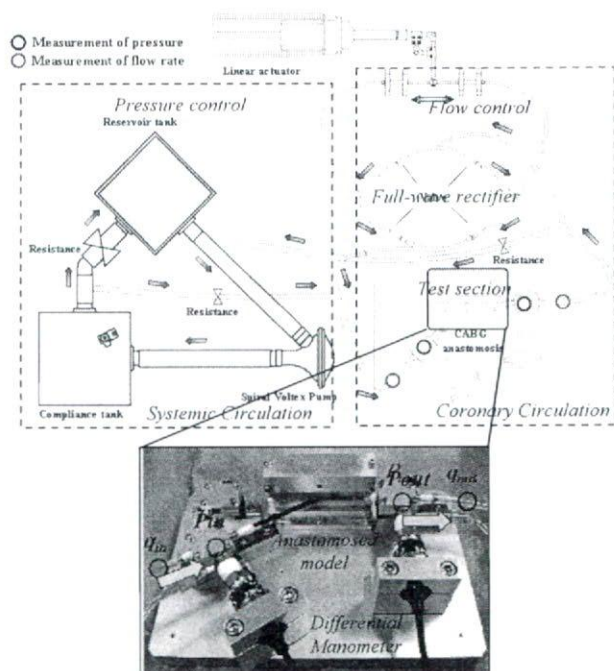 Measurement of pressure
Measurement of flow rate
Linear actuator
Pressure control
Reservoir tank
Flow control
Full-wave rectifier
Resistance
Resistance
Resistance
Test section
CABG
anastomosis
Compliance tank
Systemic Circulation
Spiral Voltex Pump
Coronary Circulation
Pin
Pout
qin
Anastomosed
model
Differential
Manometer